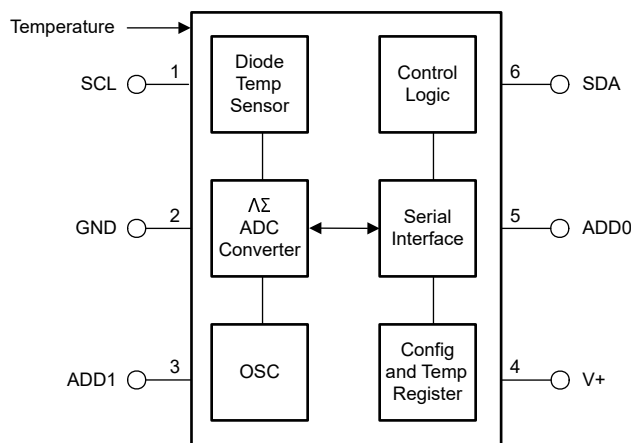 Temperature
SCL
1
Diode
Temp
Sensor
Control
Logic
6
SDA
GND
2
ΛΣ
ADC
Converter
Serial
Interface
5
ADD0
ADD1
3
OSC
Config
and Temp
Register
4
V+